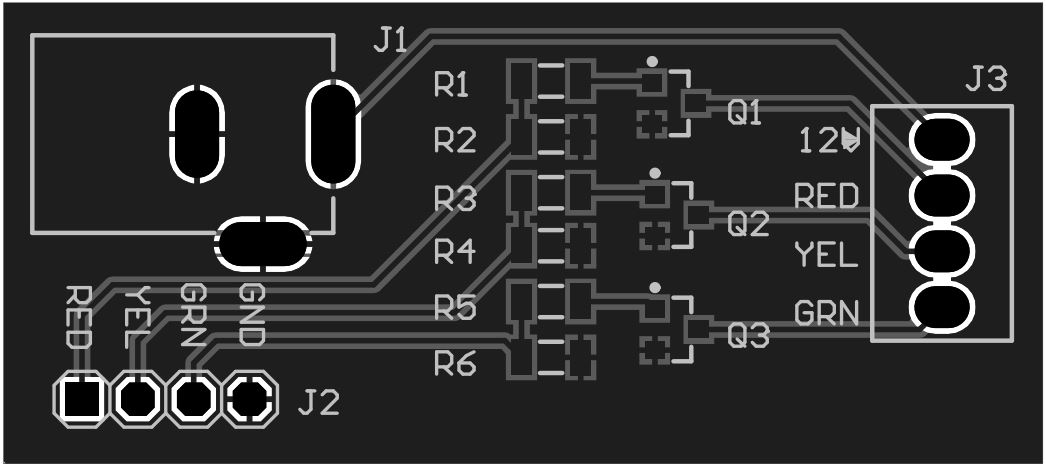 J1
J3
R1
Q1
R2
12V
R3
RED
Q2
R4
YEL
RED
YEL
GRN
GND
R5
GRN
Q3
R6
J2